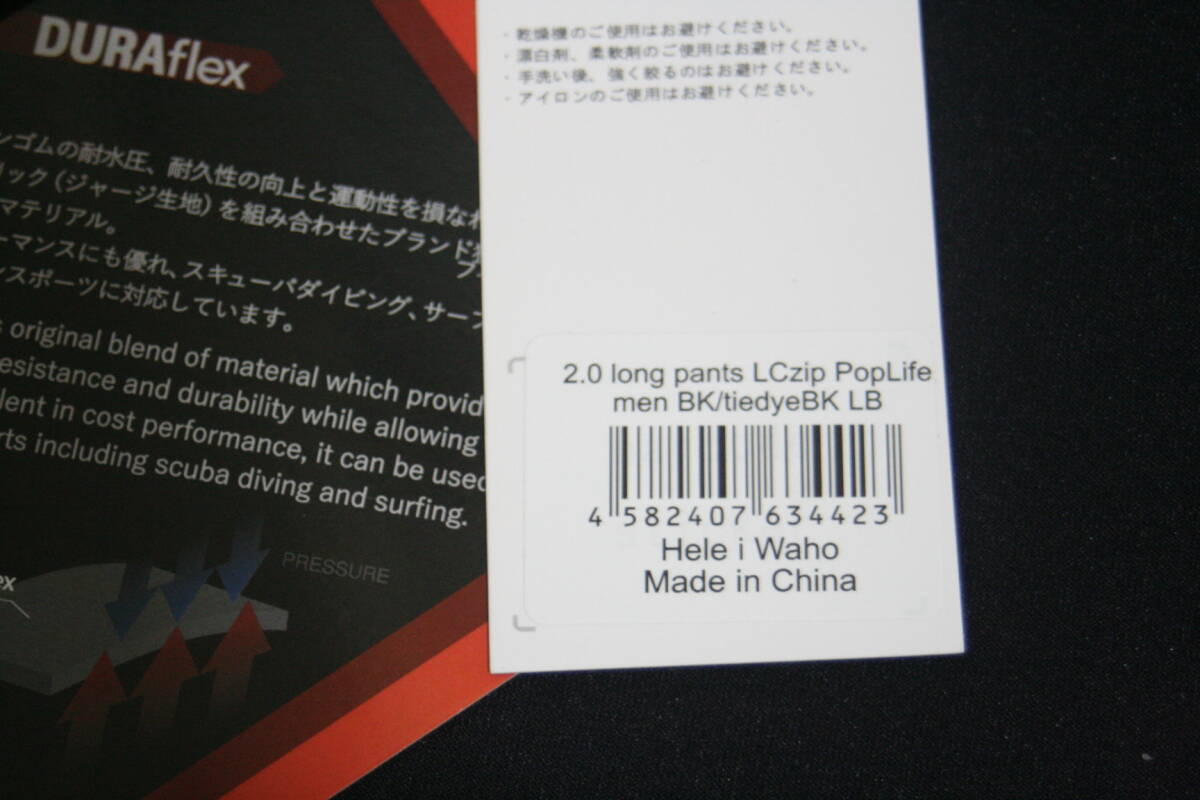 DURAflex
ンゴムの耐水圧、耐久性の向上と運動性を損なわ
リック（ジャージ生地）を組み合わせたブランド
マテリアル。
ーマンスにも優れ、スキューバダイビング、サーフ
ンスポーツに対応しています。
original blend of material which provid
esistance and durability while allowing
lent in cost performance, it can be used
rts including scuba diving and surfing.
PRESSURE
ex
・乾燥機のご使用はお避けください。
・漂白剤、柔軟剤のご使用はお避けください。
・手洗い後、強く絞るのはお避けください。
・アイロンのご使用はお避けください。
2.0 long pants LCzip PopLife
men BK/tiedyeBK LB
4 582407 634423
Hele i Waho
Made in China